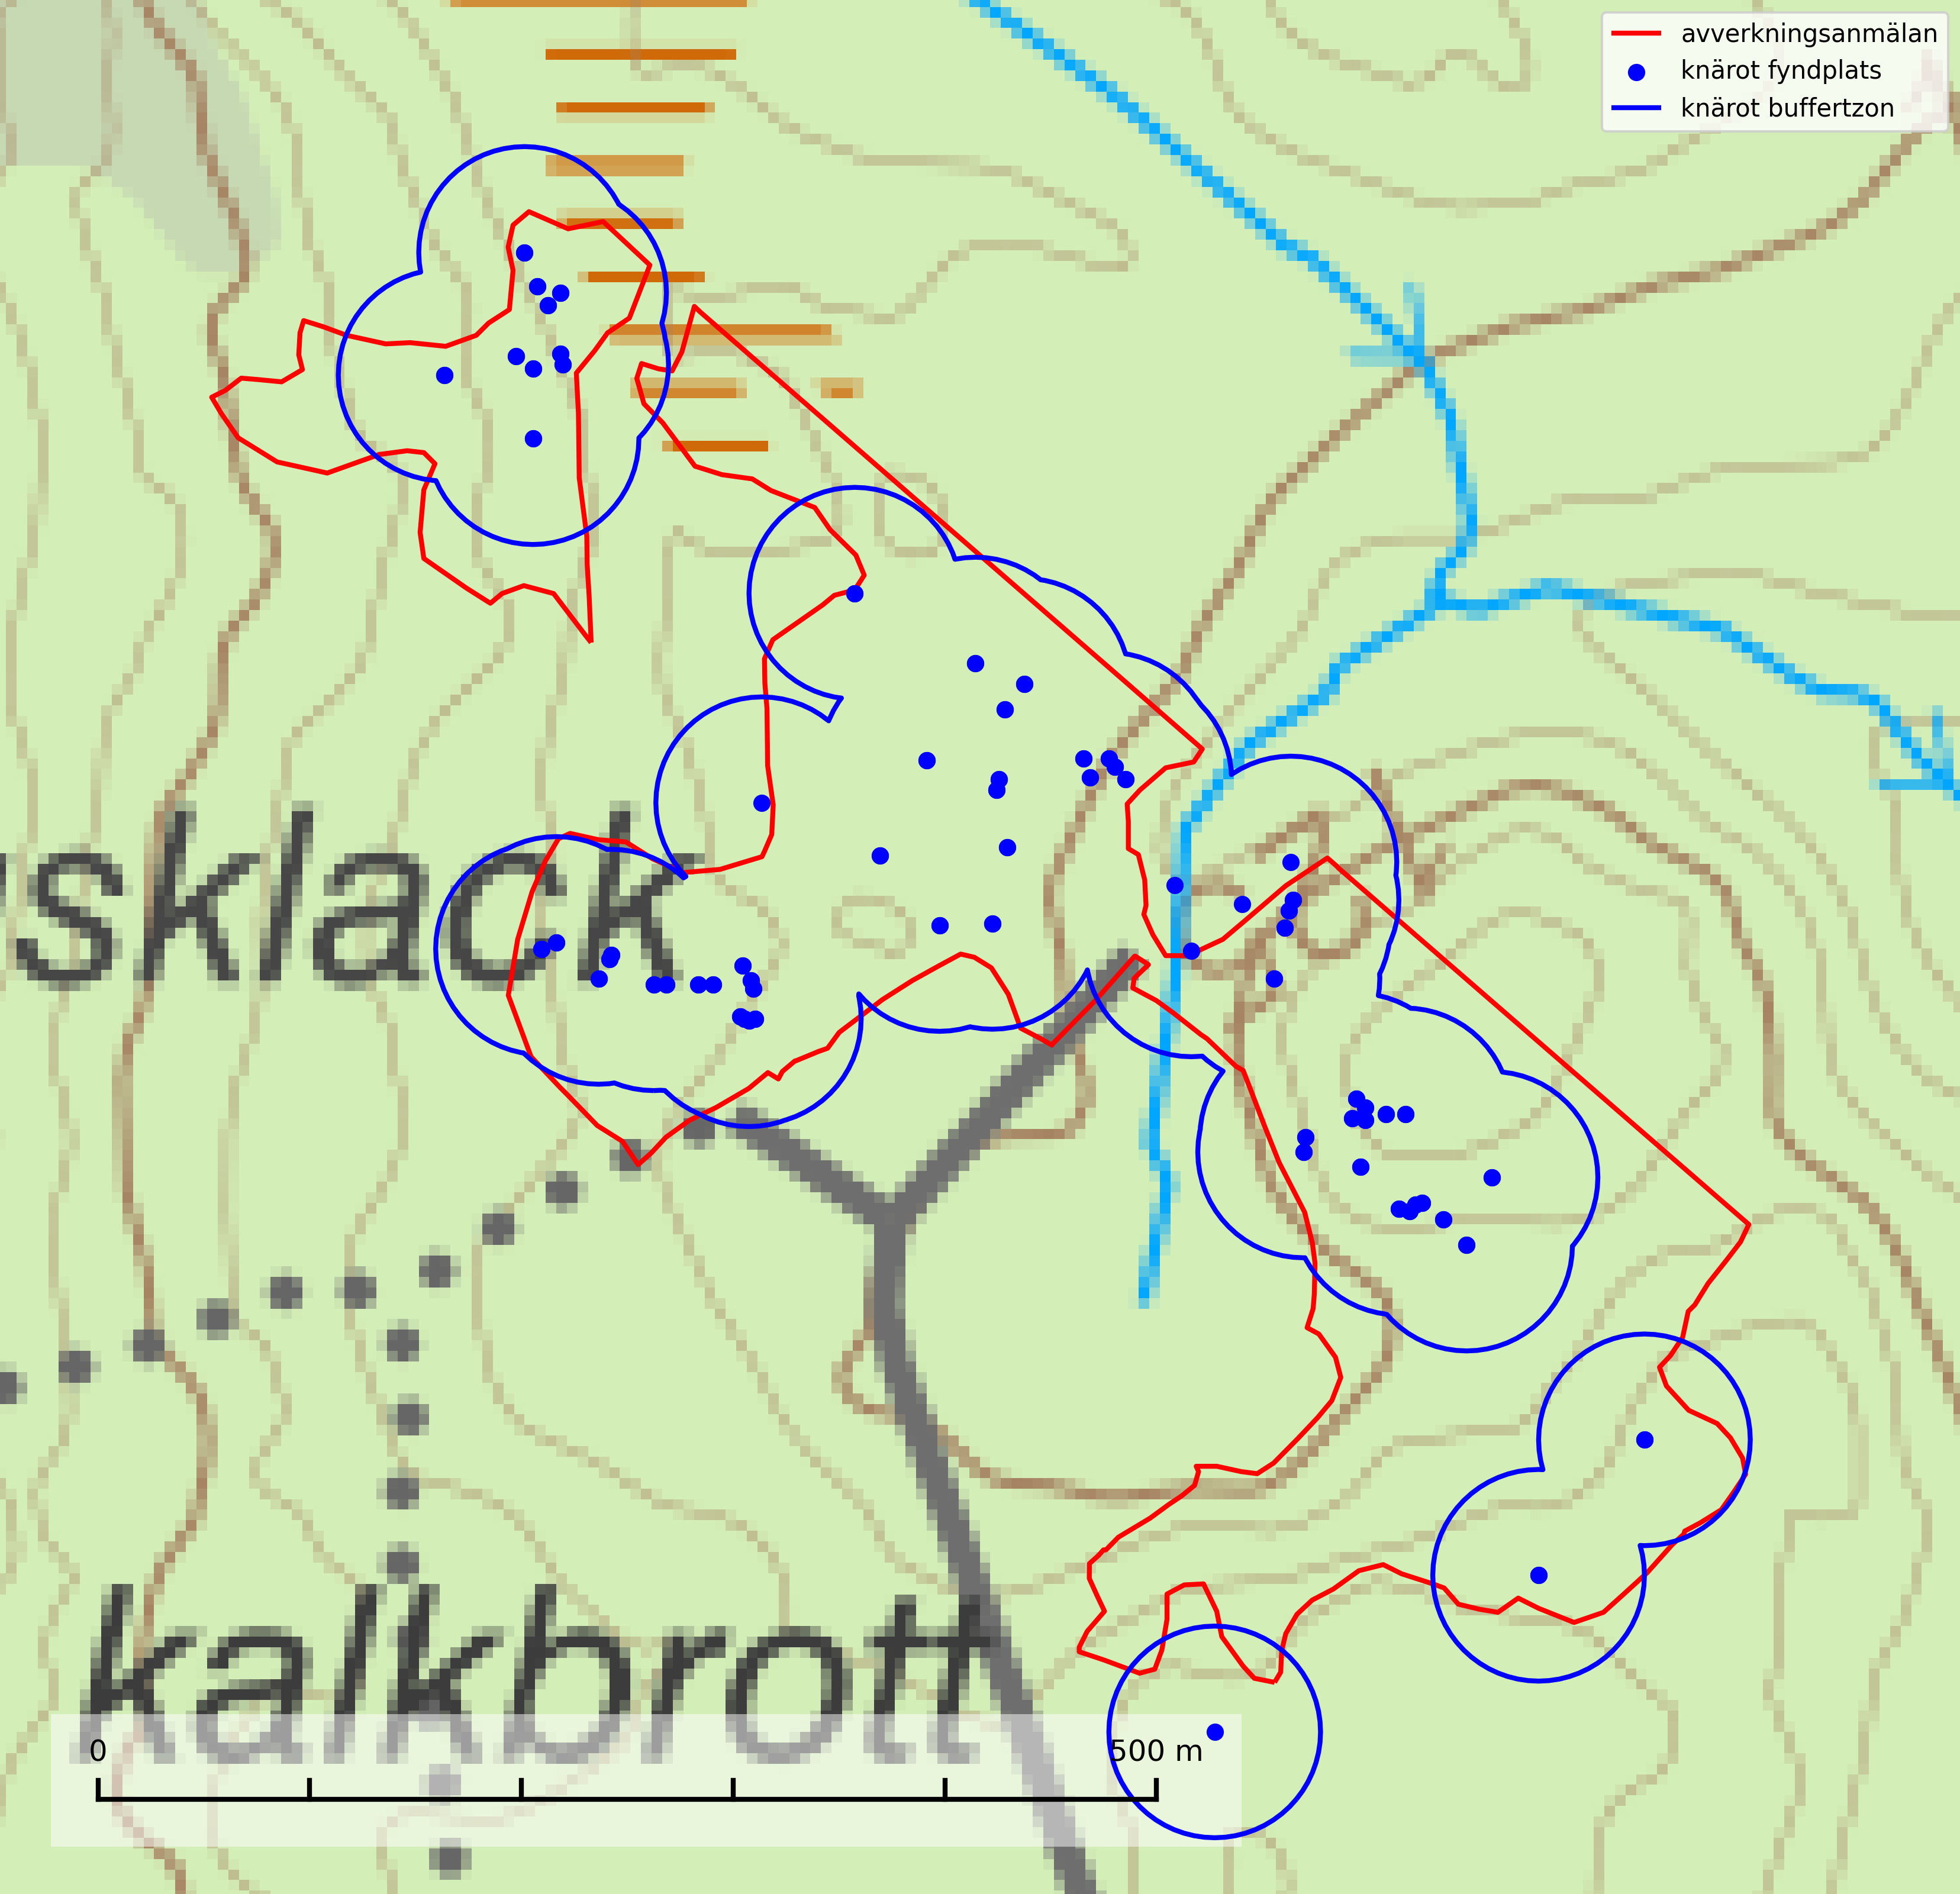 avverkningsanmälan
knärot fyndplats
knärot buffertzon
sklack
kalkbrott
0 500 m